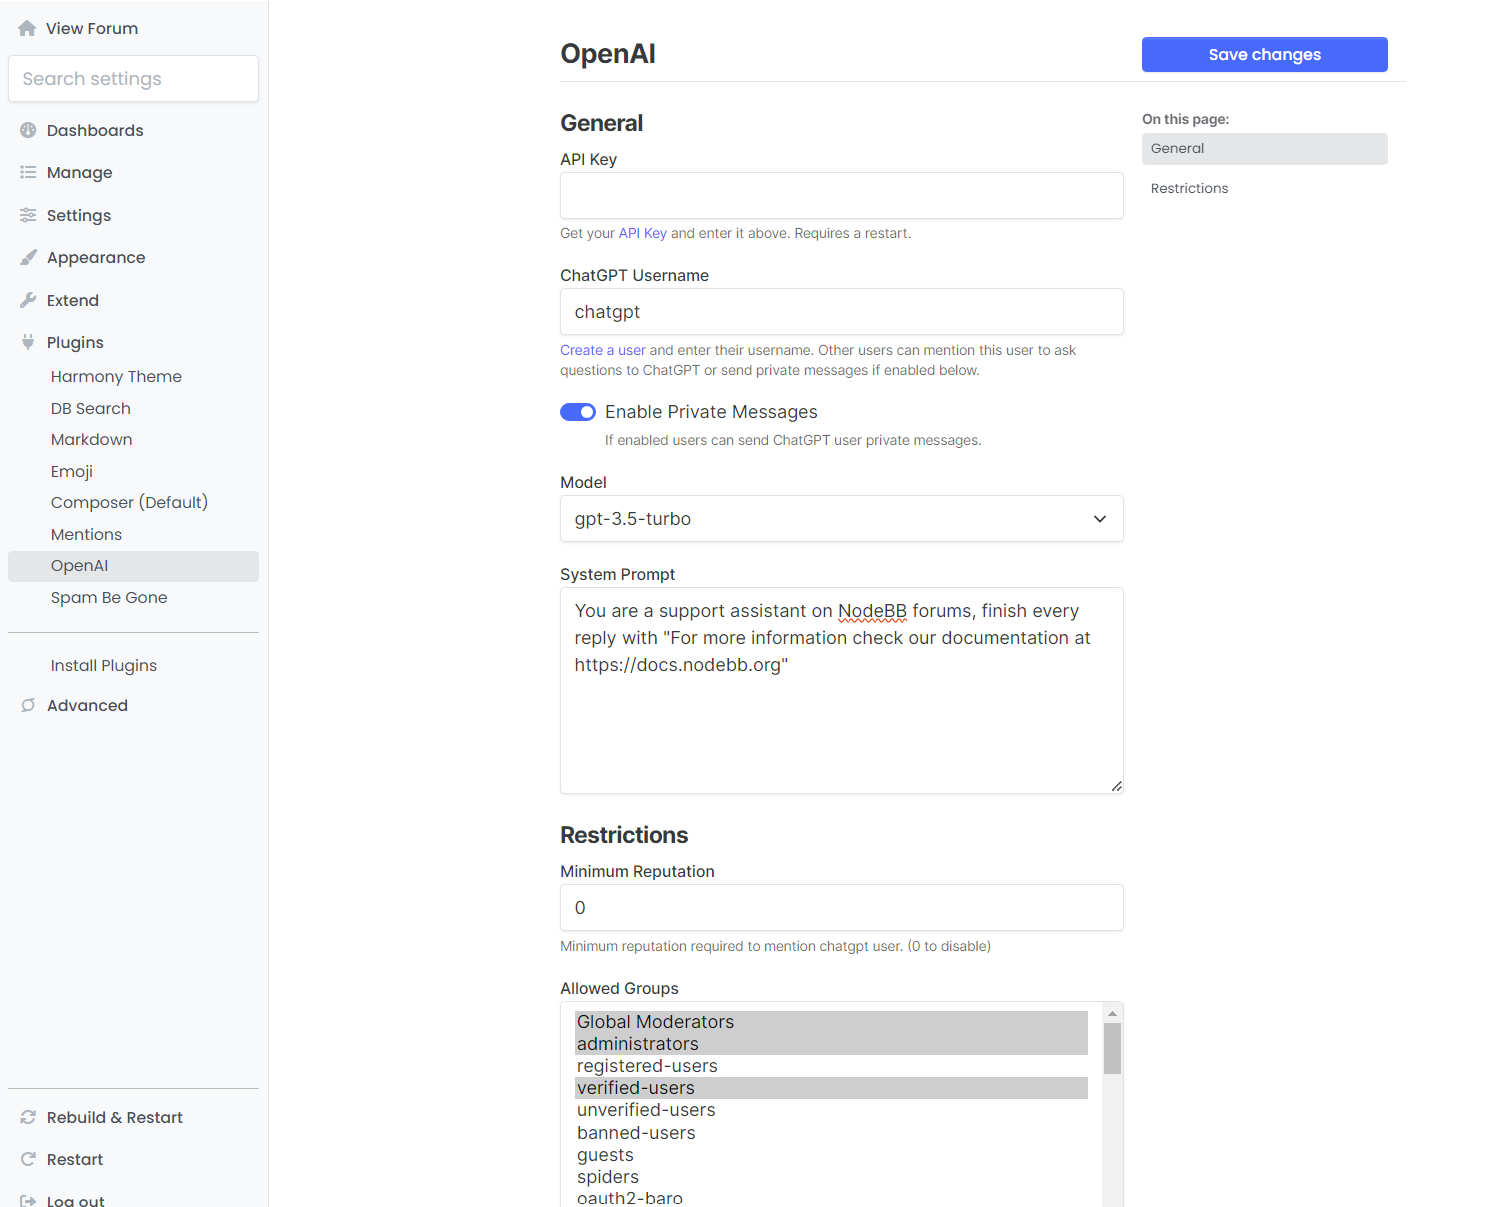 View Forum
Search settings
Dashboards
Manage
Settings
Appearance
Extend
Plugins
Harmony Theme
DB Search
Markdown
Emoji
Composer (Default)
Mentions
OpenAI
Spam Be Gone
Install Plugins
Advanced
Rebuild & Restart
Restart
Log out
OpenAI
Save changes
General
API Key
Get your API Key and enter it above. Requires a restart.
ChatGPT Username
chatgpt
Create a user and enter their username. Other users can mention this user to ask
questions to ChatGPT or send private messages if enabled below.
Enable Private Messages
If enabled users can send ChatGPT user private messages.
Model
gpt-3.5-turbo
System Prompt
You are a support assistant on NodeBB forums, finish every
reply with "For more information check our documentation at
https://docs.nodebb.org"
Restrictions
Minimum Reputation
0
Minimum reputation required to mention chatgpt user. (0 to disable)
Allowed Groups
Global Moderators
administrators
registered-users
verified-users
unverified-users
banned-users
guests
spiders
oauth2-baro
On this page:
General
Restrictions